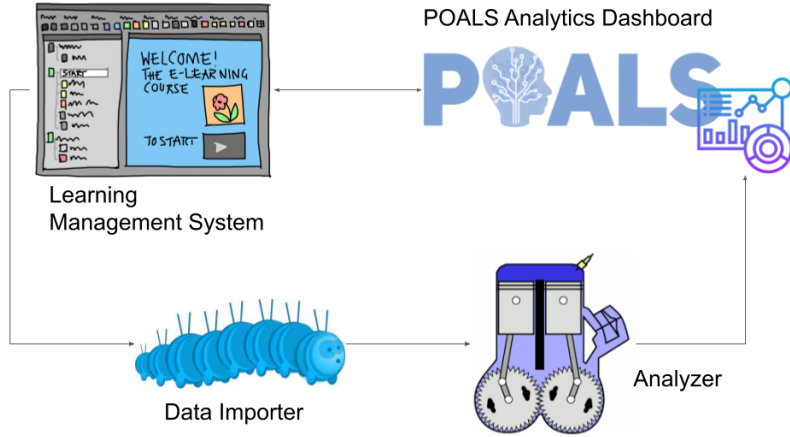 POALS Analytics Dashboard
WELCOME!
THE E-LEARNING
COURSE
START
TO START
POALS
Learning
Management System
Data Importer
Analyzer